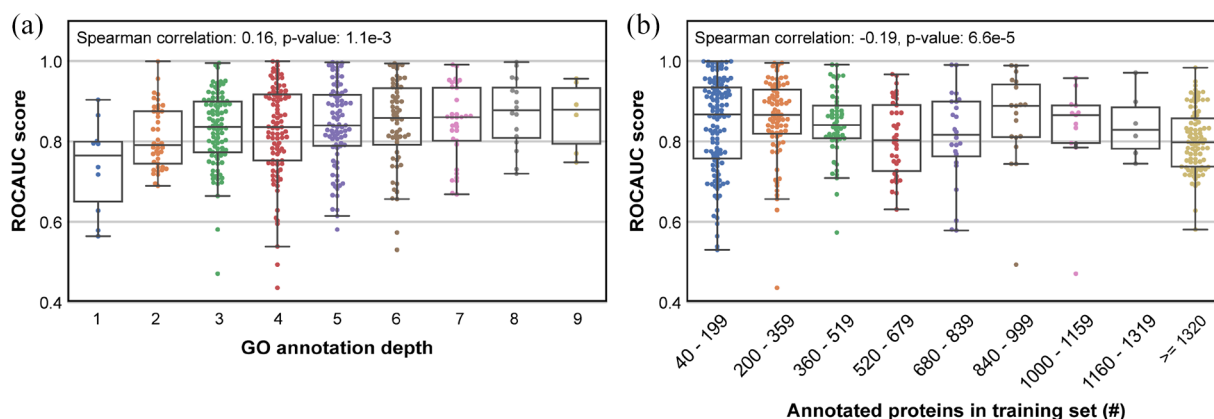 (a)
Spearman correlation: 0.16, p-value: 1.1e-3
ROCAUC score
1.0
0.8
0.6
0.4
1 2 3 4 5 6 7 8 9
GO annotation depth
(b)
Spearman correlation: -0.19, p-value: 6.6e-5
ROCAUC score
1.0
0.8
0.6
0.4
40 - 199
200 - 359
360 - 519
520 - 679
680 - 839
840 - 999
1000 - 1159
1160 - 1319
>= 1320
Annotated proteins in training set (#)